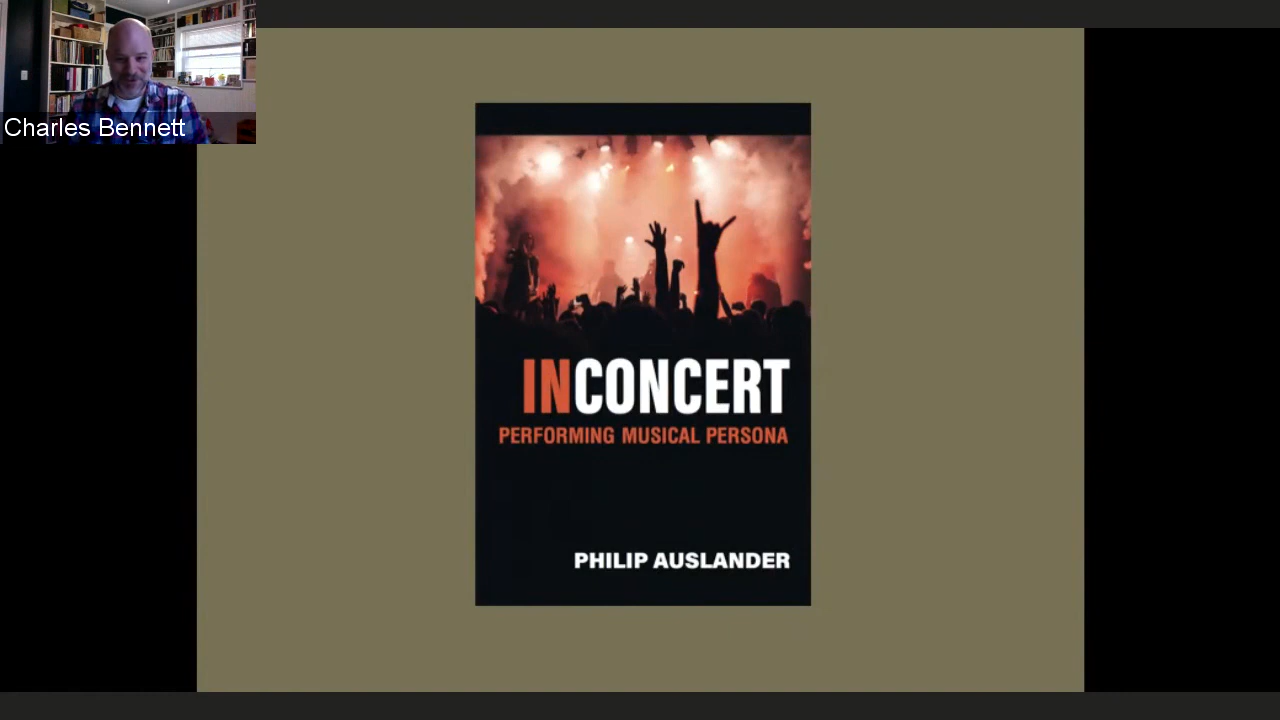 Charles Bennett
INCONCERT
PERFORMING MUSICAL PERSONA
PHILIP AUSLANDER